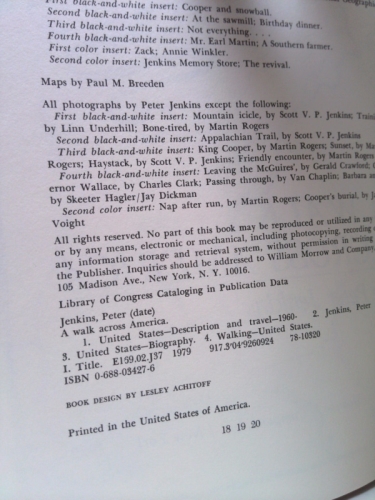 First black-and-white insert: Cooper and snowball.
Second black-and-white insert: At the sawmill; Birthday dinner.
Third black-and-white insert: Not everything. . . .
Fourth black-and-white insert: Mr. Earl Martin; A Southern farmer.
First color insert: Zack; Annie Winkler.
Second color insert: Jenkins Memory Store; The revival.
Maps by Paul M. Breeden
All photographs by Peter Jenkins except the following:
First black-and-white insert: Mountain icicle, by Scott V. P. Jenkins;
by Linn Underhill; Bone-tired, by Martin Rogers
Second black-and-white insert: Appalachian Trail, by Scott V. P. Jenkins
Third black-and-white insert: King Cooper, by Martin Rogers; Sunset, by
Rogers; Haystack, by Scott V. P. Jenkins; Friendly encounter, by Martin Rogers
Fourth black-and-white insert: Leaving the McGuires', by Gerald Crawford;
ernor Wallace, by Charles Clark; Passing through, by Van Chaplin; Barbara
by Skeeter Hagler/Jay Dickman
Second color insert: Nap after run, by Martin Rogers; Cooper's burial, by
Voight
All rights reserved. No part of this book may be reproduced or utilized in any
or by any means, electronic or mechanical, including photocopying, recording
any information storage and retrieval system, without permission in writing
the Publisher. Inquiries should be addressed to William Morrow and Company,
105 Madison Ave., New York, N. Y. 10016.
Library of Congress Cataloging in Publication Data
Jenkins, Peter (date)
A walk across America.
1. United States—Description and travel—1960- 2. Jenkins, Peter
3. United States—Biography. 4. Walking—United States.
I. Title. E159.02.J37 1979 917.3'04'9260924 78-10320
ISBN 0-688-03427-6
BOOK DESIGN BY LESLEY ACHITOFF
Printed in the United States of America.
18 19 20